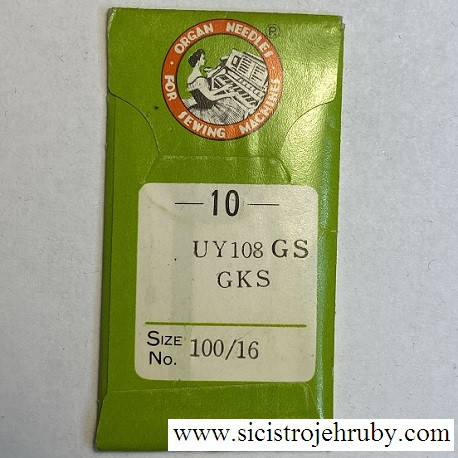 ORGAN NEEDLES
®
FOR SEWING MACHINES
—10—
UY108 GS
GKS
SIZE
No. 100/16
www.sicistrojehruby.com